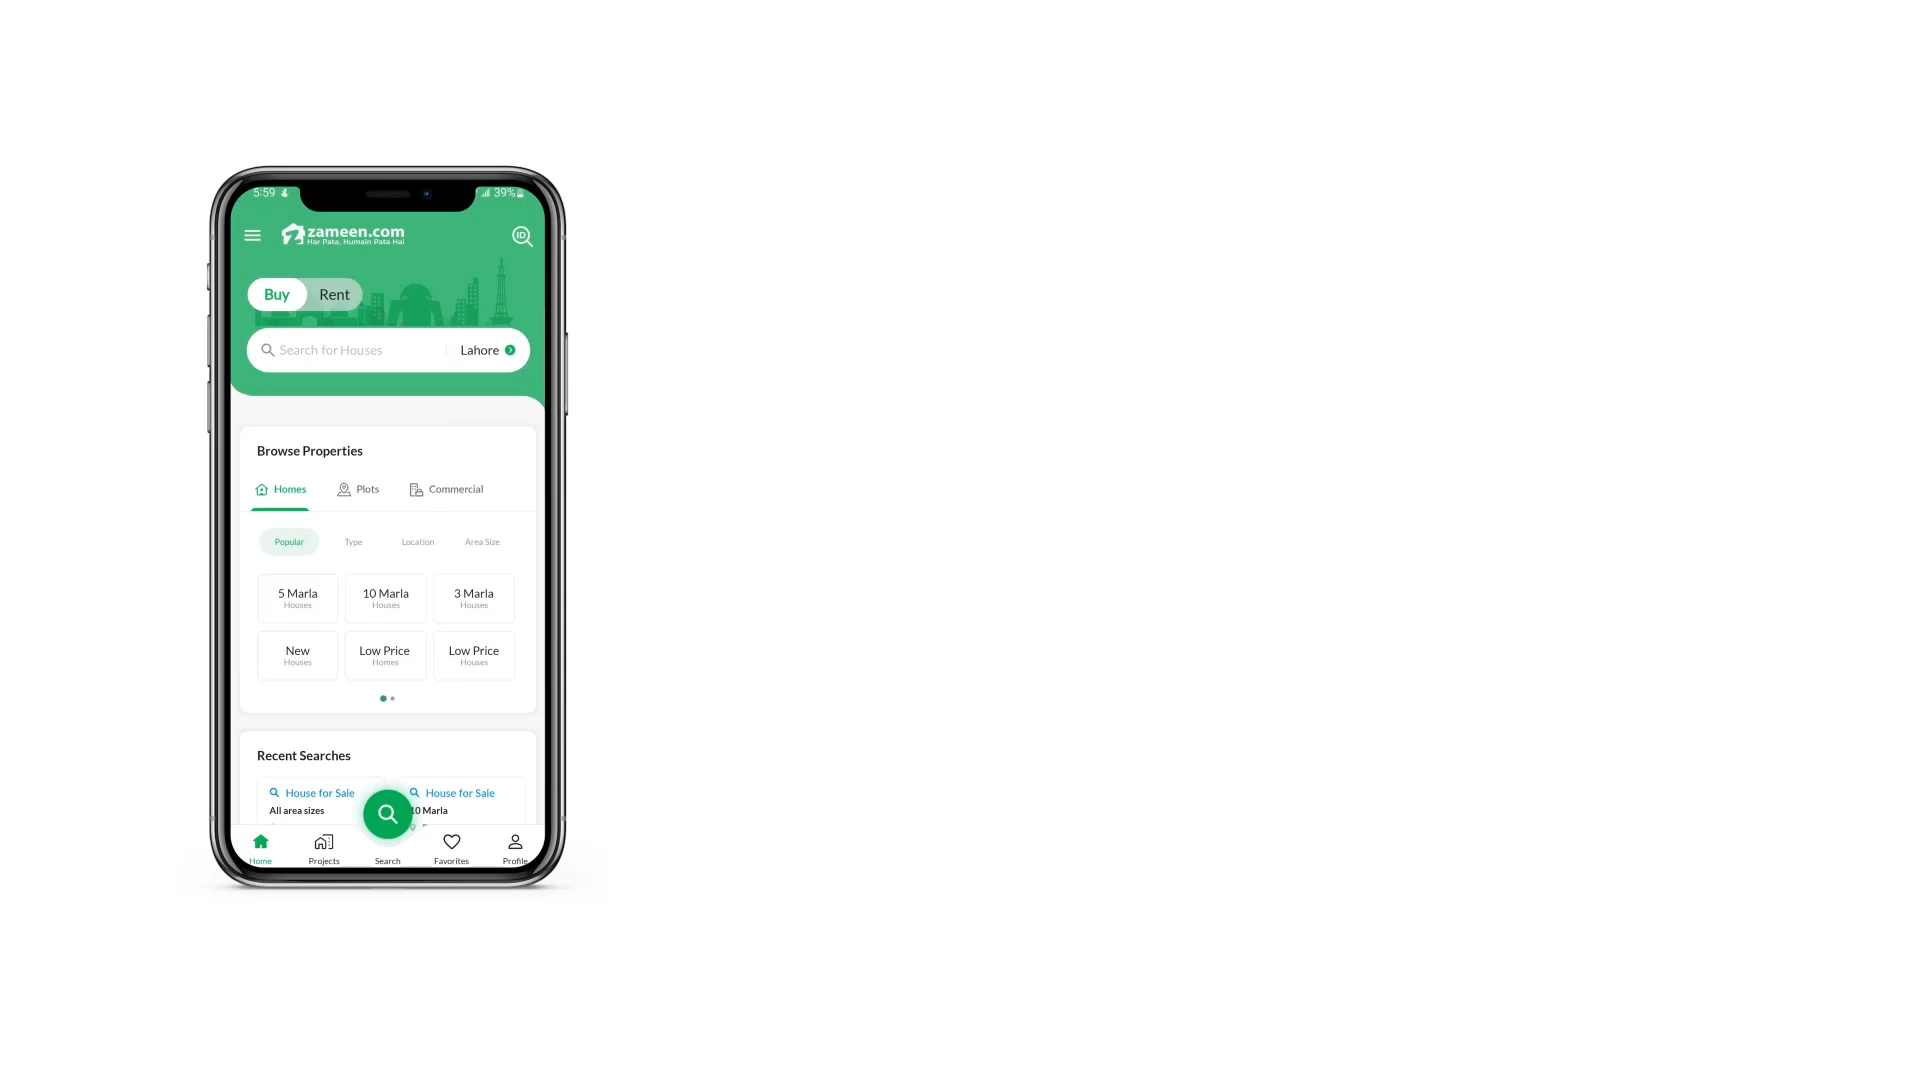 5:59
39%
zameen.com
Har Pata, Humain Pata Hai
ID
Buy
Rent
Search for Houses
Lahore
Browse Properties
Homes
Plots
Commercial
Popular
Type
Location
Area Size
5 Marla
Houses
10 Marla
Houses
3 Marla
Houses
New
Houses
Low Price
Homes
Low Price
Houses
Recent Searches
House for Sale
All area sizes
House for Sale
10 Marla
Home
Projects
Search
Favorites
Profile